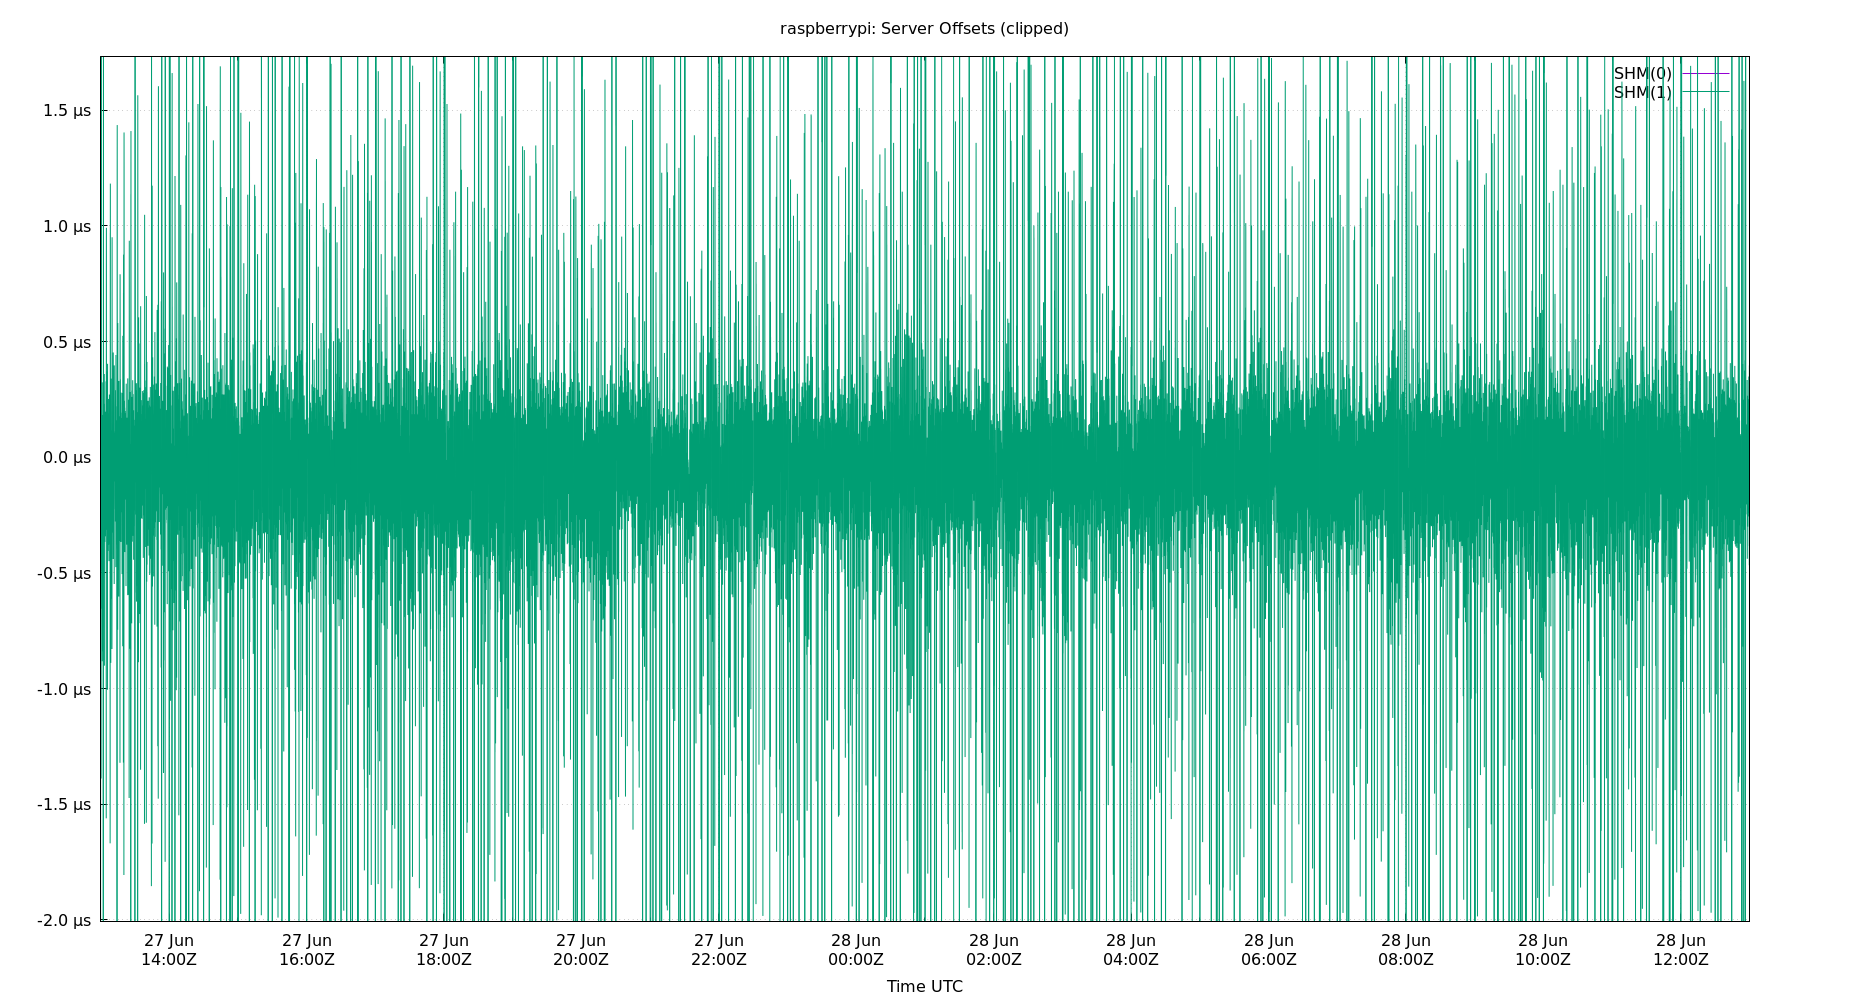 raspberrypi: Server Offsets (clipped)
SHM(0)
SHM(1)
1.5 µs
1.0 µs
0.5 µs
0.0 µs
-0.5 µs
-1.0 µs
-1.5 µs
-2.0 µs
27 Jun 27 Jun 27 Jun 27 Jun 27 Jun 28 Jun 28 Jun 28 Jun 28 Jun 28 Jun 28 Jun 28 Jun
14:00Z 16:00Z 18:00Z 20:00Z 22:00Z 00:00Z 02:00Z 04:00Z 06:00Z 08:00Z 10:00Z 12:00Z
Time UTC